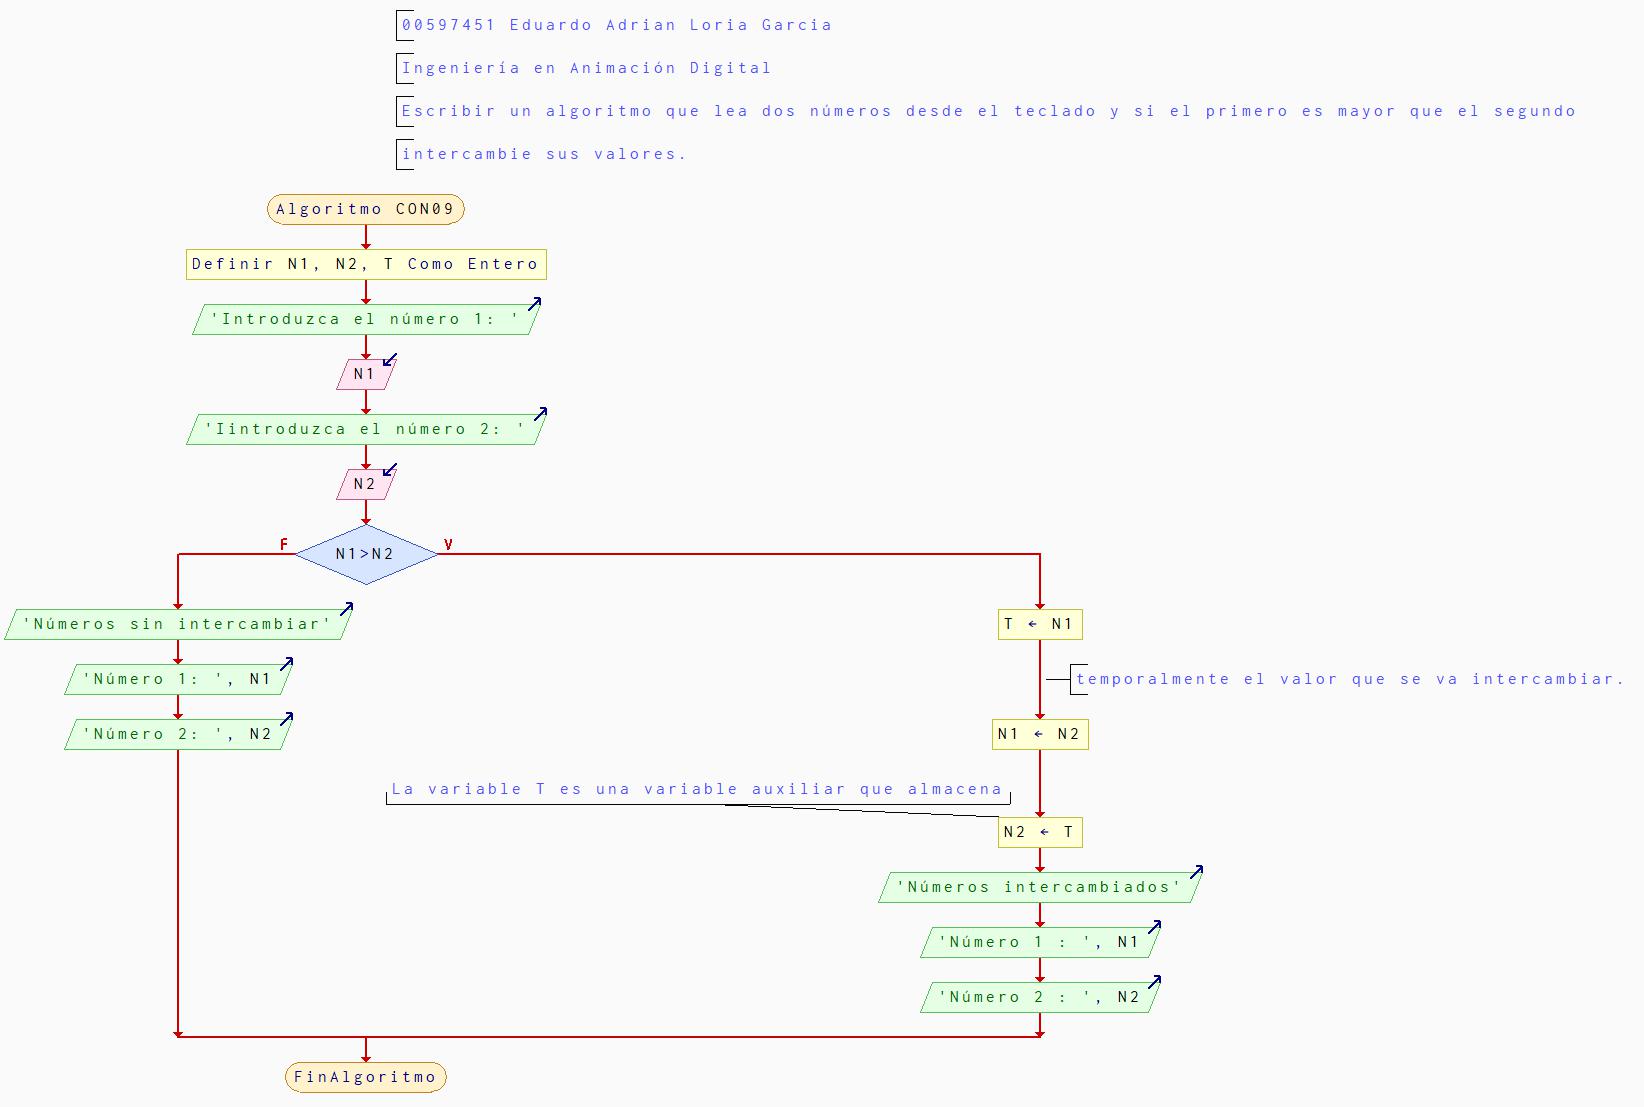 00597451 Eduardo Adrian Loria Garcia
Ingeniería en Animación Digital
Escribir un algoritmo que lea dos números desde el teclado y si el primero es mayor que el segundo
intercambie sus valores.
Algoritmo CON09
Definir N1, N2, T Como Entero
'Introduzca el número 1: '
N1
'Iintroduzca el número 2: '
N2
F
N1>N2
V
'Números sin intercambiar'
'Número 1: ', N1
'Número 2: ', N2
T ← N1
temporalmente el valor que se va intercambiar.
N1 ← N2
La variable T es una variable auxiliar que almacena
N2 ← T
'Números intercambiados'
'Número 1 : ', N1
'Número 2 : ', N2
FinAlgoritmo